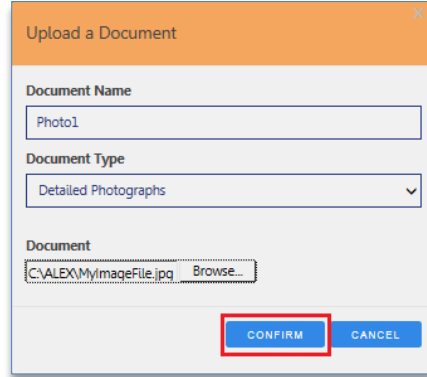 Upload a Document
X
Document Name
Photo1
Document Type
Detailed Photographs
Document
C:\ALEX\MyImageFile.jpg Browse...
CONFIRM CANCEL